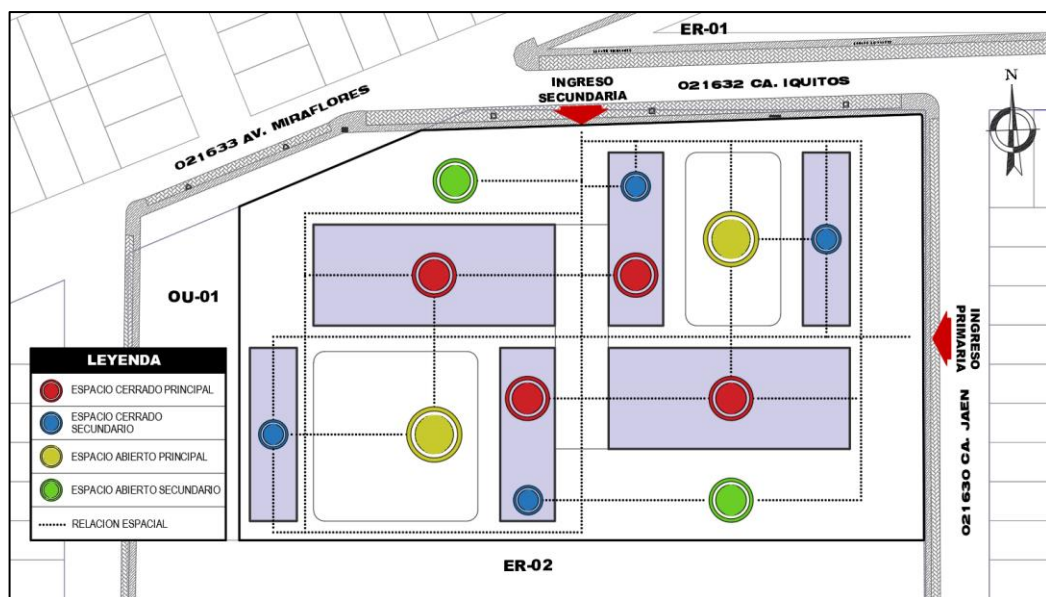 ER-01
INGRESO
SECUNDARIA
021632 CA. IQUITOS
021633 AV. MIRAFLORES
N
OU-01
INGRESO
PRIMARIA
021630 CA. JAEN
LEYENDA
ESPACIO CERRADO PRINCIPAL
ESPACIO CERRADO
SECUNDARIO
ESPACIO ABIERTO PRINCIPAL
ESPACIO ABIERTO SECUNDARIO
RELACION ESPACIAL
ER-02